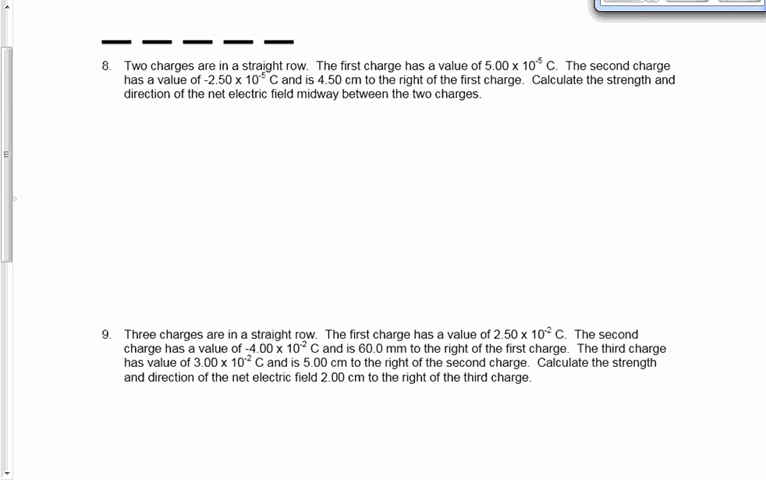 8. Two charges are in a straight row. The first charge has a value of 5.00 x 10⁻⁵ C. The second charge
has a value of -2.50 x 10⁻⁵ C and is 4.50 cm to the right of the first charge. Calculate the strength and
direction of the net electric field midway between the two charges.
9. Three charges are in a straight row. The first charge has a value of 2.50 x 10⁻² C. The second
charge has a value of -4.00 x 10⁻² C and is 60.0 mm to the right of the first charge. The third charge
has value of 3.00 x 10⁻² C and is 5.00 cm to the right of the second charge. Calculate the strength
and direction of the net electric field 2.00 cm to the right of the third charge.